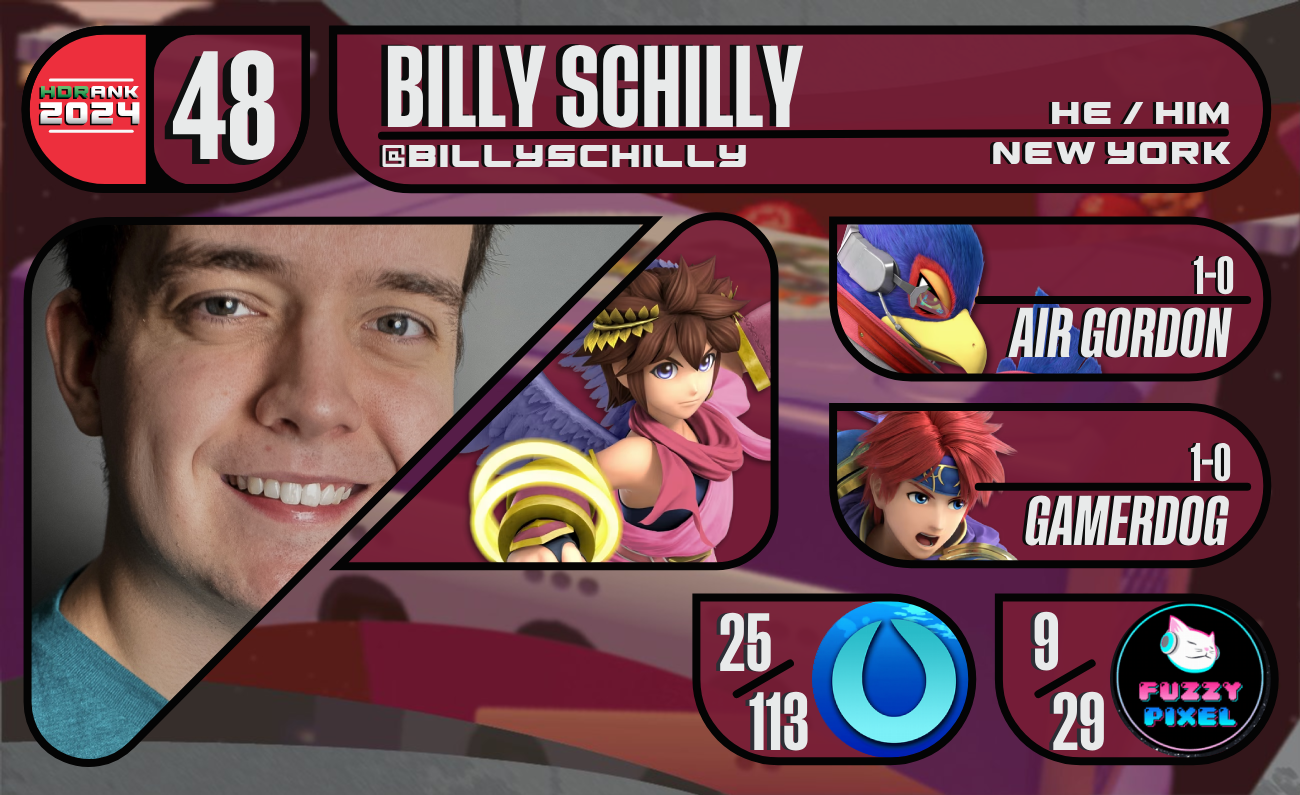 HDRANK
2024
48
BILLY SCHILLY
@BILLYSCHILLY
HE / HIM
NEW YORK
1-0
AIR GORDON
1-0
GAMERDOG
25
/
113
9
/
29
FUZZY
PIXEL